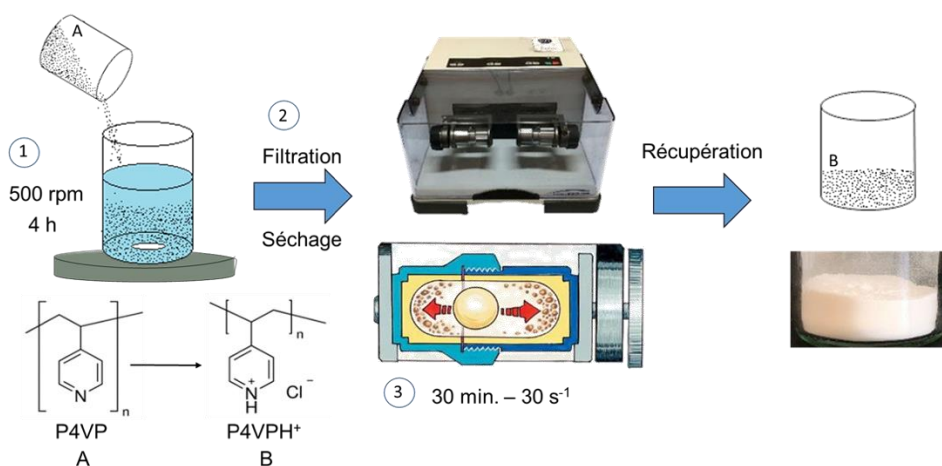 A
1
500 rpm
4 h
2
Filtration
Séchage
Récupération
B
n
N
P4VP
A
n
N
+
H
Cl⁻
P4VPH⁺
B
3
30 min. – 30 s⁻¹